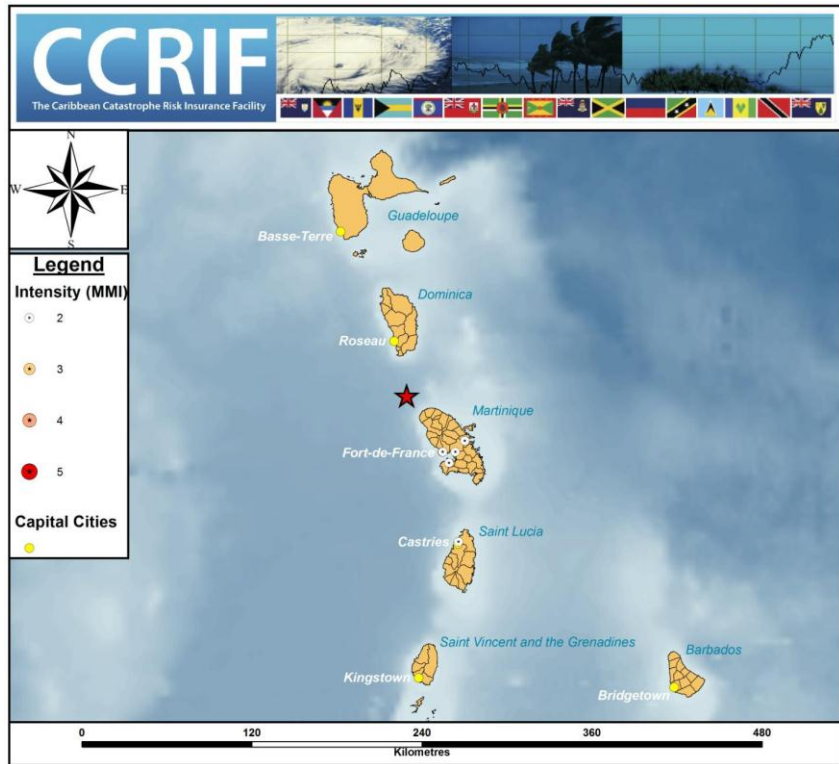 CCRIF
The Caribbean Catastrophe Risk Insurance Facility
N
W E
S
Legend
Intensity (MMI)
2
3
4
5
Capital Cities
Guadeloupe
Basse-Terre
Dominica
Roseau
Martinique
Fort-de-France
Saint Lucia
Castries
Saint Vincent and the Grenadines
Barbados
Kingstown
Bridgetown
0 120 240 360 480
Kilometres